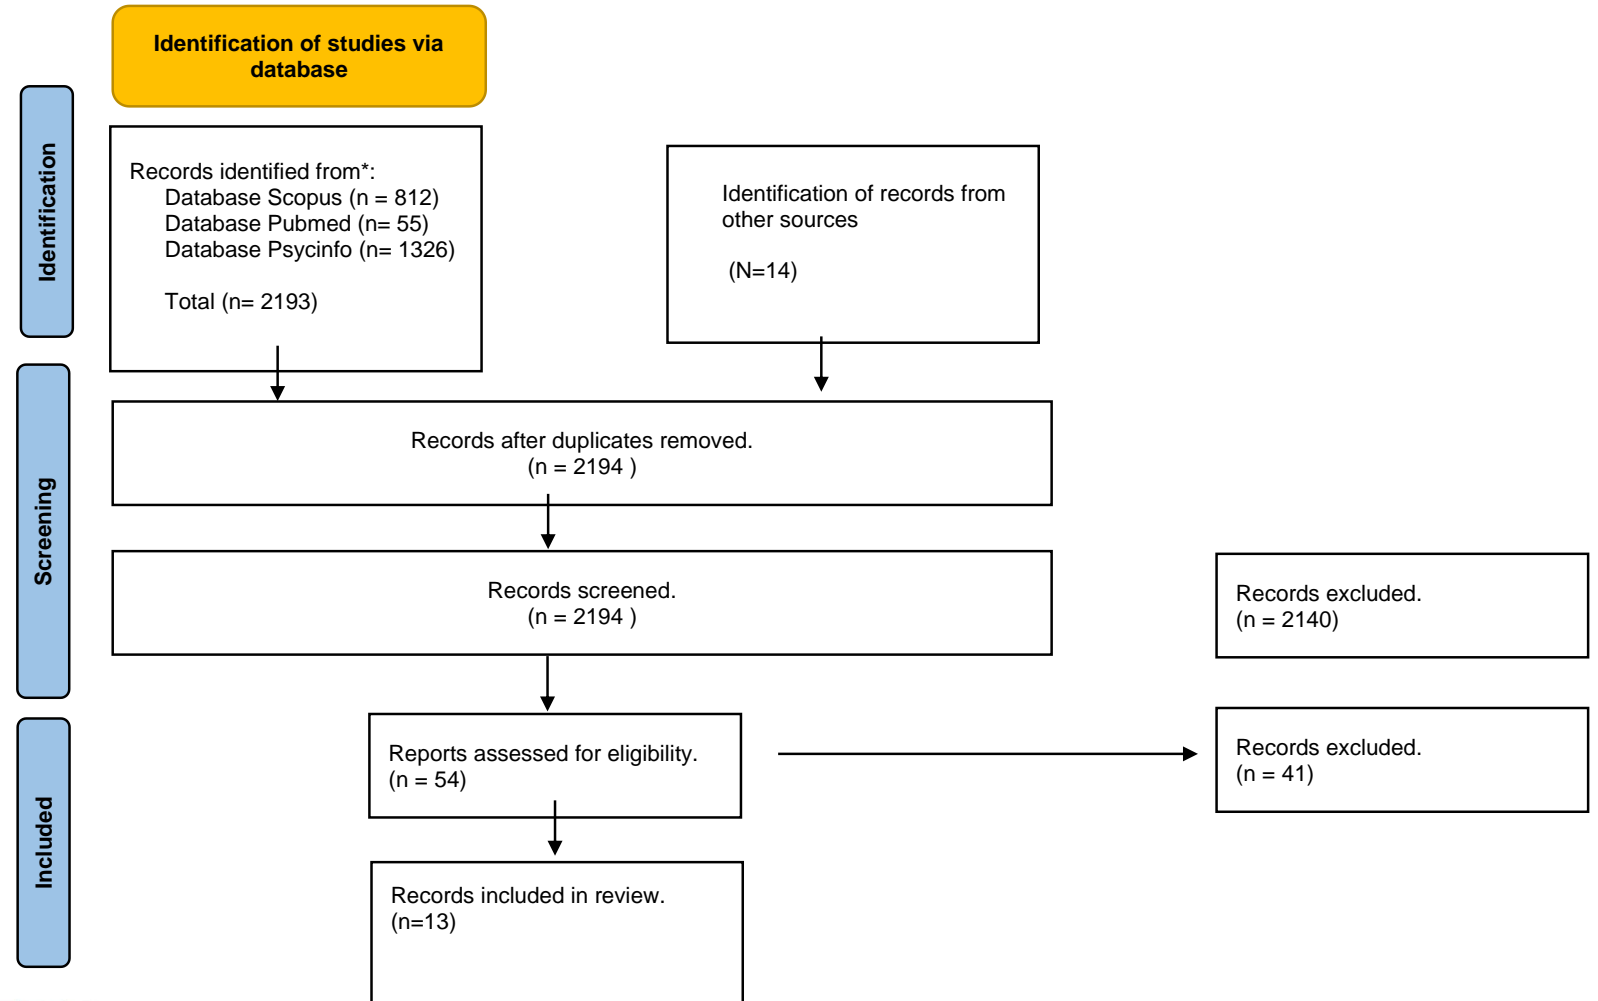 Identification of studies via
database
Identification
Records identified from*:
Database Scopus (n = 812)
Database Pubmed (n= 55)
Database Psycinfo (n= 1326)
Total (n= 2193)
Identification of records from
other sources
(N=14)
Screening
Records after duplicates removed.
(n = 2194 )
Records screened.
(n = 2194 )
Records excluded.
(n = 2140)
Included
Reports assessed for eligibility.
(n = 54)
Records excluded.
(n = 41)
Records included in review.
(n=13)